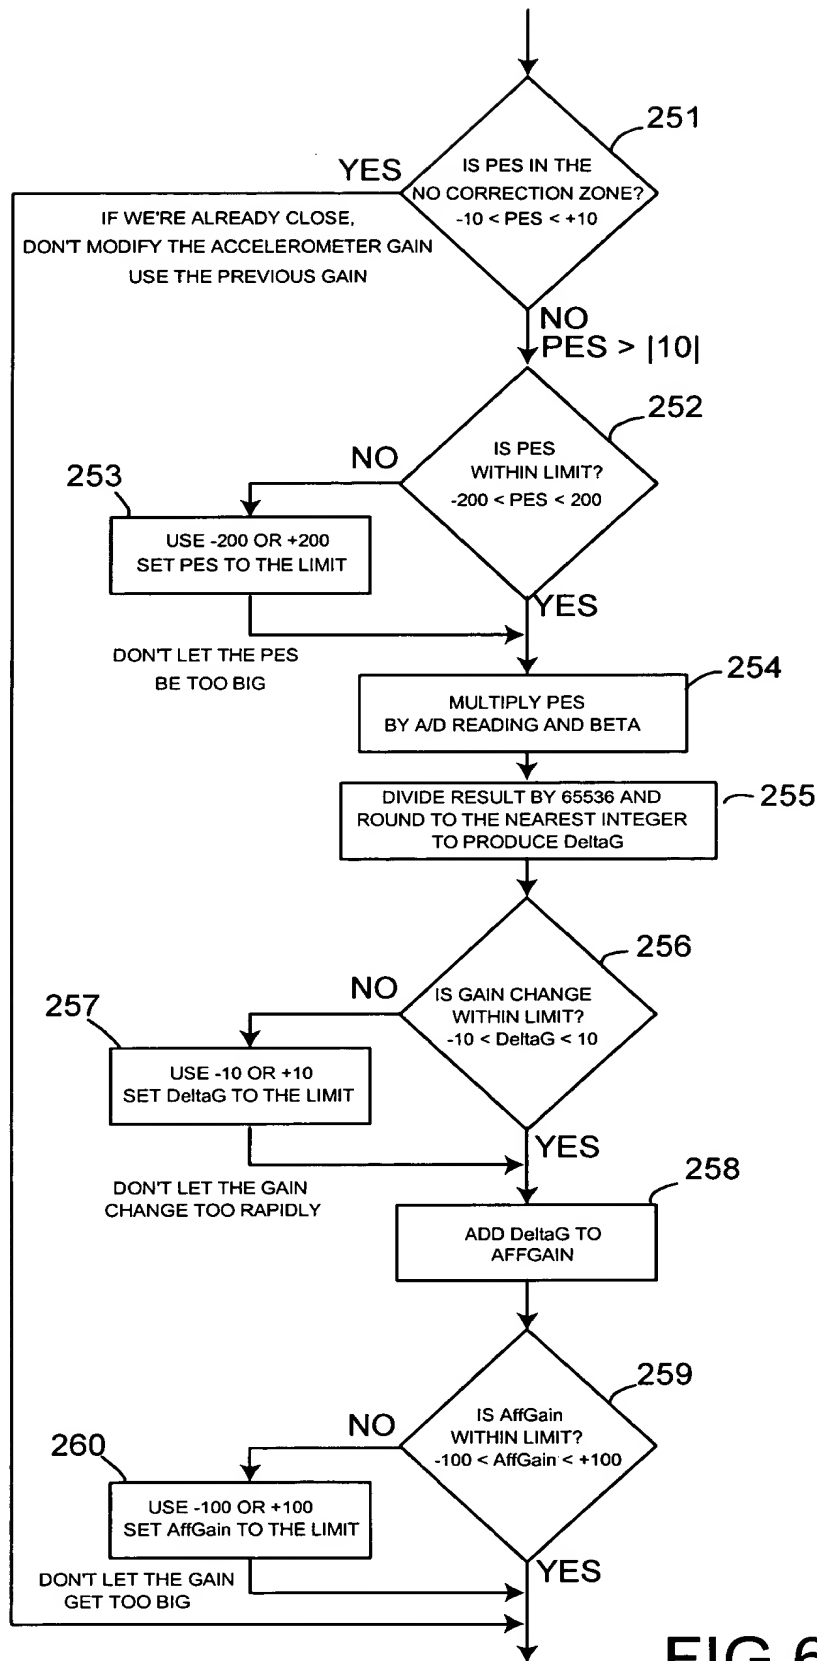 251
YES
IS PES IN THE
NO CORRECTION ZONE?
-10 < PES < +10
IF WE'RE ALREADY CLOSE,
DON'T MODIFY THE ACCELEROMETER GAIN
USE THE PREVIOUS GAIN
NO
PES > |10|
252
NO
IS PES
WITHIN LIMIT?
-200 < PES < 200
253
USE -200 OR +200
SET PES TO THE LIMIT
YES
DON'T LET THE PES
BE TOO BIG
254
MULTIPLY PES
BY A/D READING AND BETA
255
DIVIDE RESULT BY 65536 AND
ROUND TO THE NEAREST INTEGER
TO PRODUCE DeltaG
256
NO
IS GAIN CHANGE
WITHIN LIMIT?
-10 < DeltaG < 10
257
USE -10 OR +10
SET DeltaG TO THE LIMIT
YES
DON'T LET THE GAIN
CHANGE TOO RAPIDLY
258
ADD DeltaG TO
AFFGAIN
259
NO
IS AffGain
WITHIN LIMIT?
-100 < AffGain < +100
260
USE -100 OR +100
SET AffGain TO THE LIMIT
YES
DON'T LET THE GAIN
GET TOO BIG
FIG 6